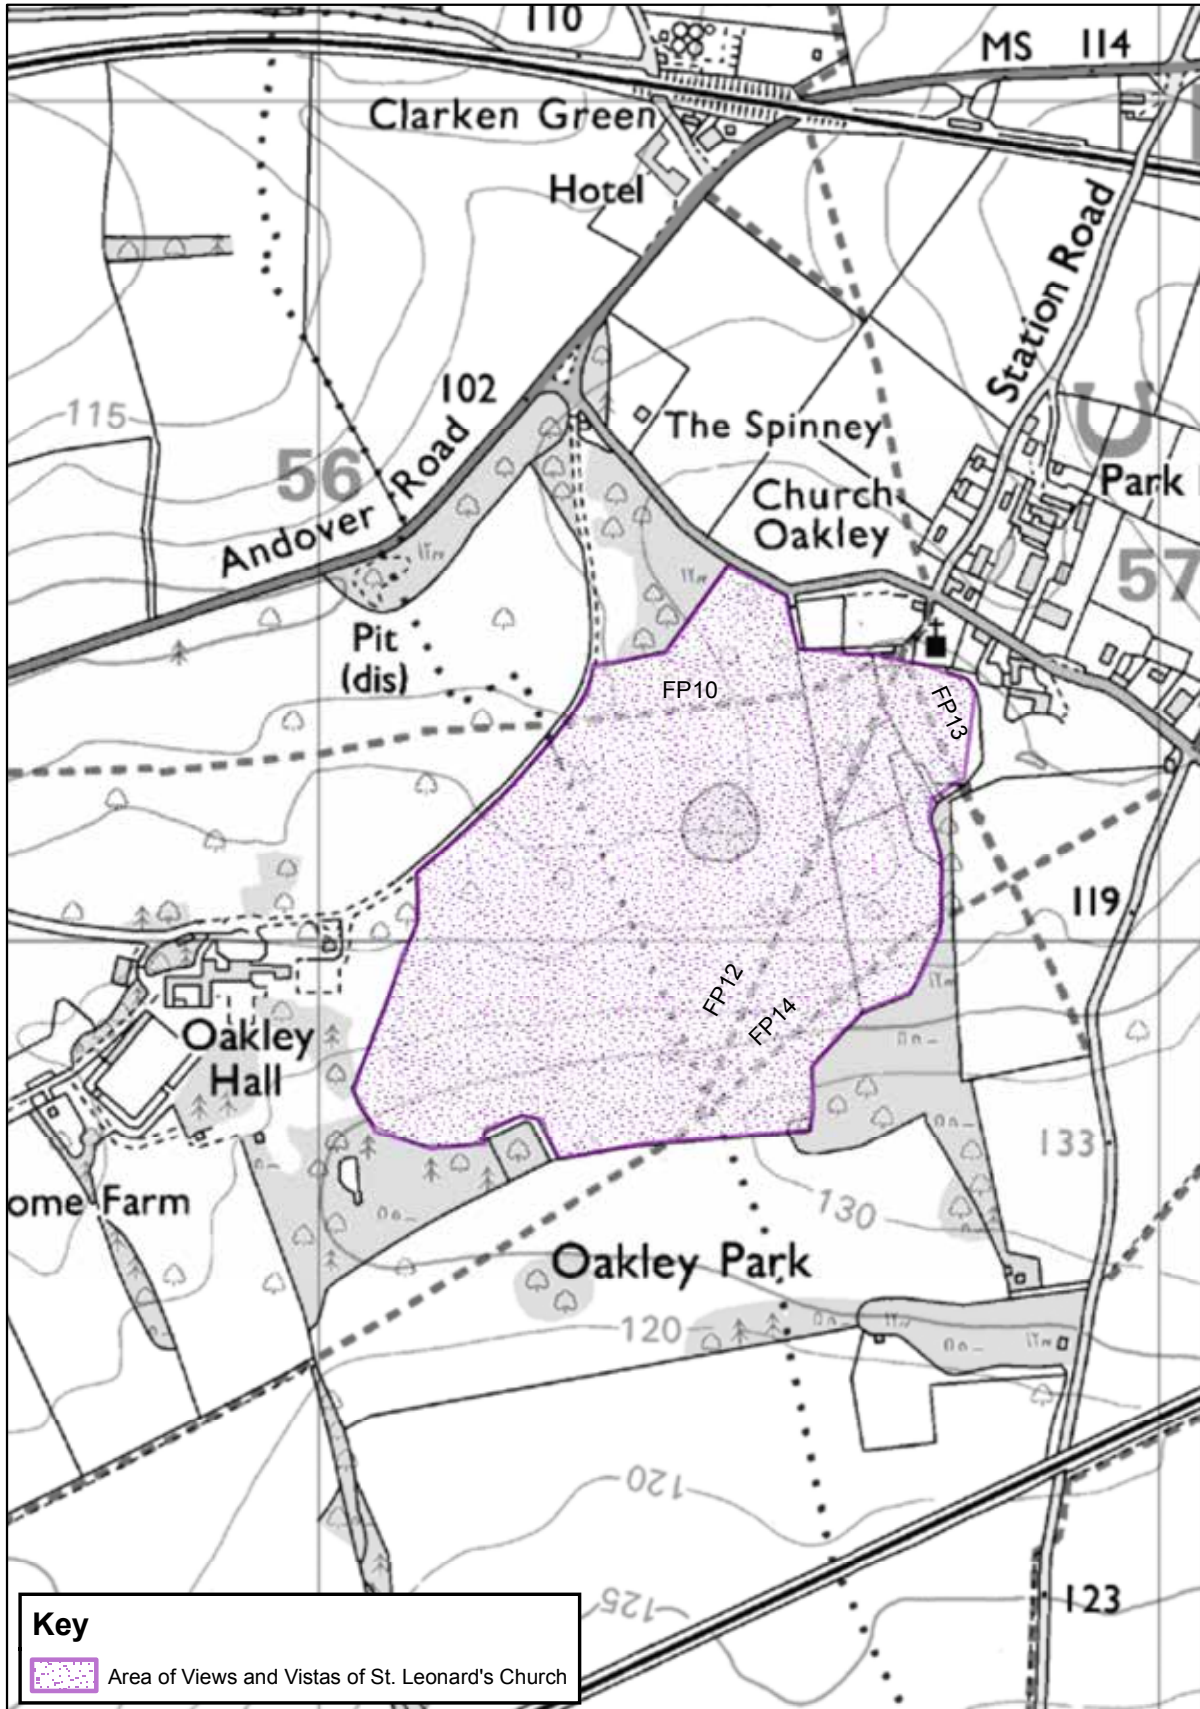 110
MS 114
Clarken Green
Hotel
Station Road
102
115
The Spinney
56
Andover Road
Church
Oakley
Park
57
Pit
(dis)
FP10
FP13
119
FP12
FP14
Oakley
Hall
133
ome Farm
130
Oakley Park
120
120
125
123
Key
Area of Views and Vistas of St. Leonard's Church